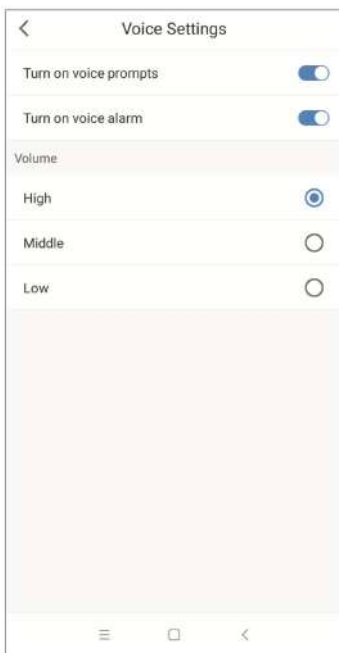 Voice Settings
Turn on voice prompts
Turn on voice alarm
Volume
High
Middle
Low